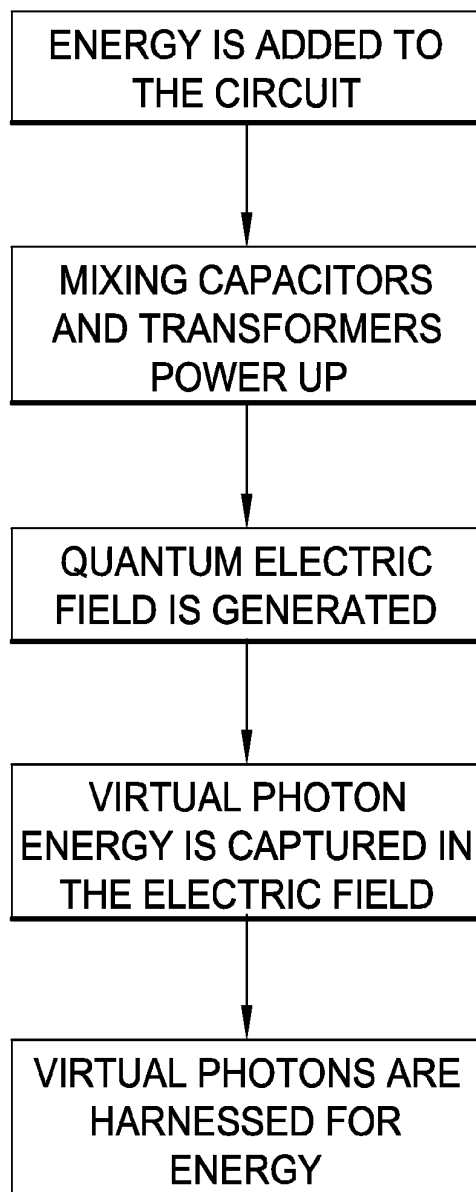 ENERGY IS ADDED TO
THE CIRCUIT
MIXING CAPACITORS
AND TRANSFORMERS
POWER UP
QUANTUM ELECTRIC
FIELD IS GENERATED
VIRTUAL PHOTON
ENERGY IS CAPTURED IN
THE ELECTRIC FIELD
VIRTUAL PHOTONS ARE
HARNESSED FOR
ENERGY